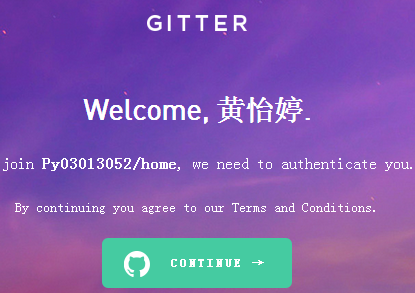 GITTER
Welcome, 黄怡婷.
join Py03013052/home, we need to authenticate you.
By continuing you agree to our Terms and Conditions.
CONTINUE →